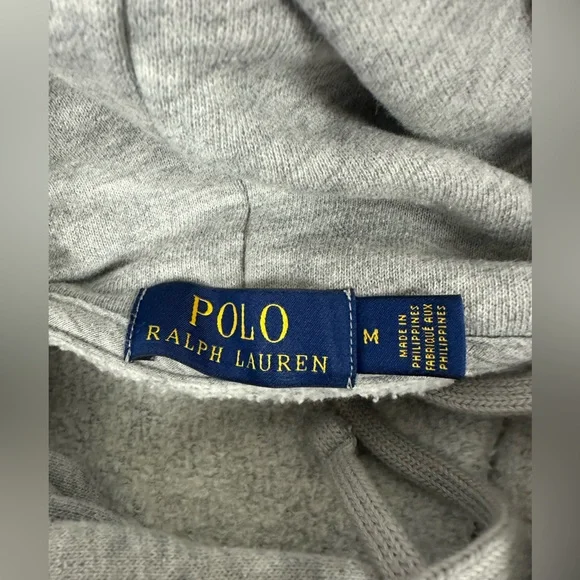 POLO
RALPH LAUREN
M
MADE IN
PHILIPPINES
FABRIQUÉ AUX
PHILIPPINES